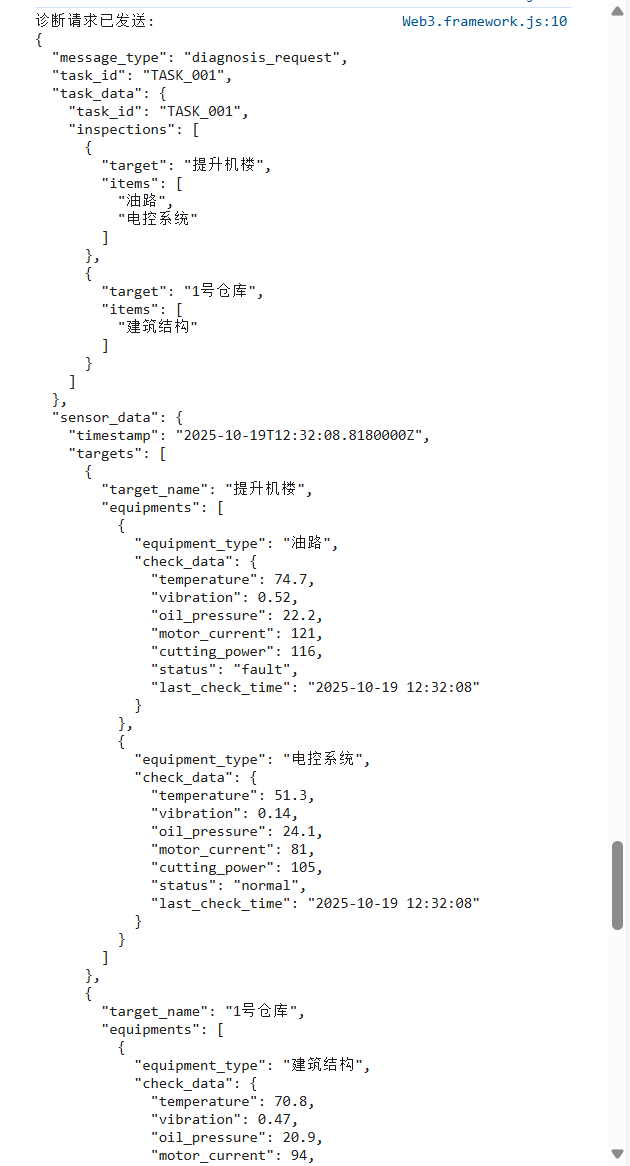 诊断请求已发送: Web3.framework.js:10
{
  "message_type": "diagnosis_request",
  "task_id": "TASK_001",
  "task_data": {
    "task_id": "TASK_001",
    "inspections": [
      {
        "target": "提升机楼",
        "items": [
          "油路",
          "电控系统"
        ]
      },
      {
        "target": "1号仓库",
        "items": [
          "建筑结构"
        ]
      }
    ]
  },
  "sensor_data": {
    "timestamp": "2025-10-19T12:32:08.8180000Z",
    "targets": [
      {
        "target_name": "提升机楼",
        "equipments": [
          {
            "equipment_type": "油路",
            "check_data": {
              "temperature": 74.7,
              "vibration": 0.52,
              "oil_pressure": 22.2,
              "motor_current": 121,
              "cutting_power": 116,
              "status": "fault",
              "last_check_time": "2025-10-19 12:32:08"
            }
          },
          {
            "equipment_type": "电控系统",
            "check_data": {
              "temperature": 51.3,
              "vibration": 0.14,
              "oil_pressure": 24.1,
              "motor_current": 81,
              "cutting_power": 105,
              "status": "normal",
              "last_check_time": "2025-10-19 12:32:08"
            }
          }
        ]
      },
      {
        "target_name": "1号仓库",
        "equipments": [
          {
            "equipment_type": "建筑结构",
            "check_data": {
              "temperature": 70.8,
              "vibration": 0.47,
              "oil_pressure": 20.9,
              "motor_current": 94,